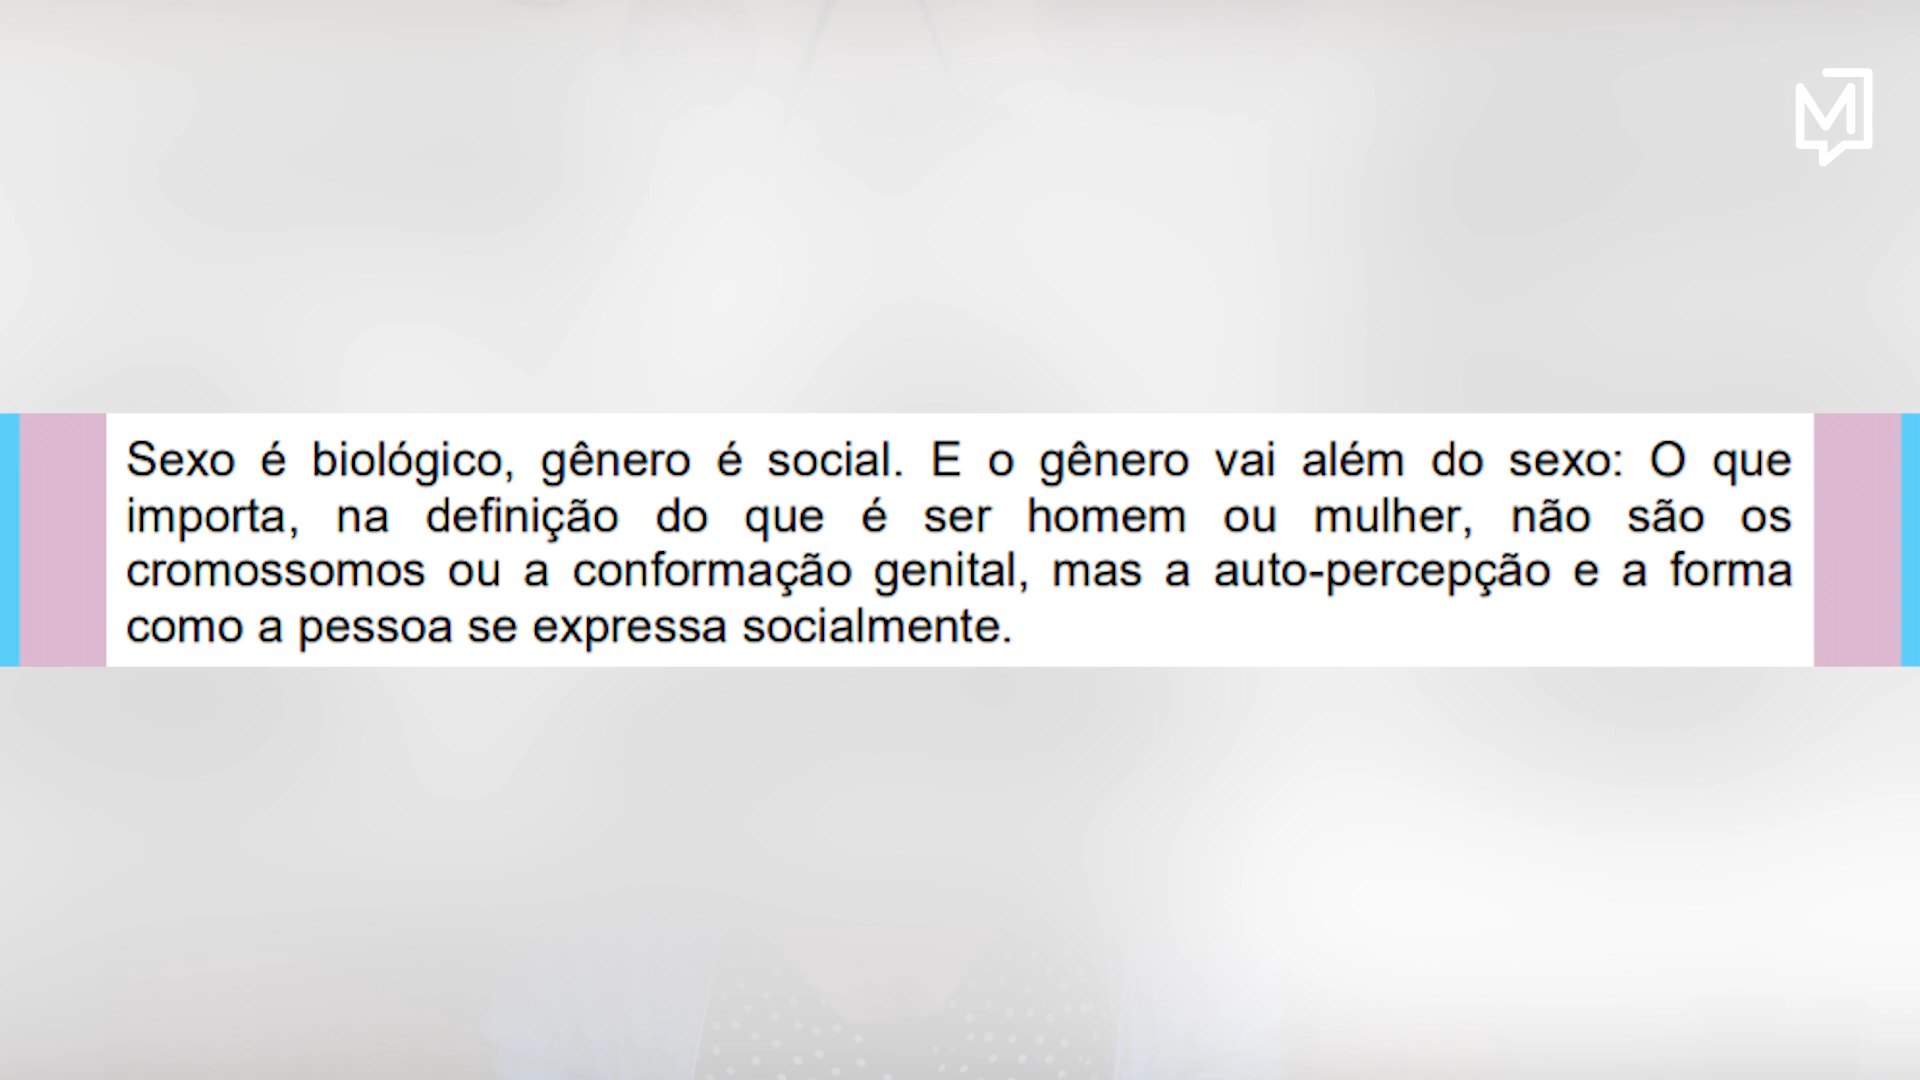 Sexo é biológico, gênero é social. E o gênero vai além do sexo: O que
importa, na definição do que é ser homem ou mulher, não são os
cromossomos ou a conformação genital, mas a auto-percepção e a forma
como a pessoa se expressa socialmente.